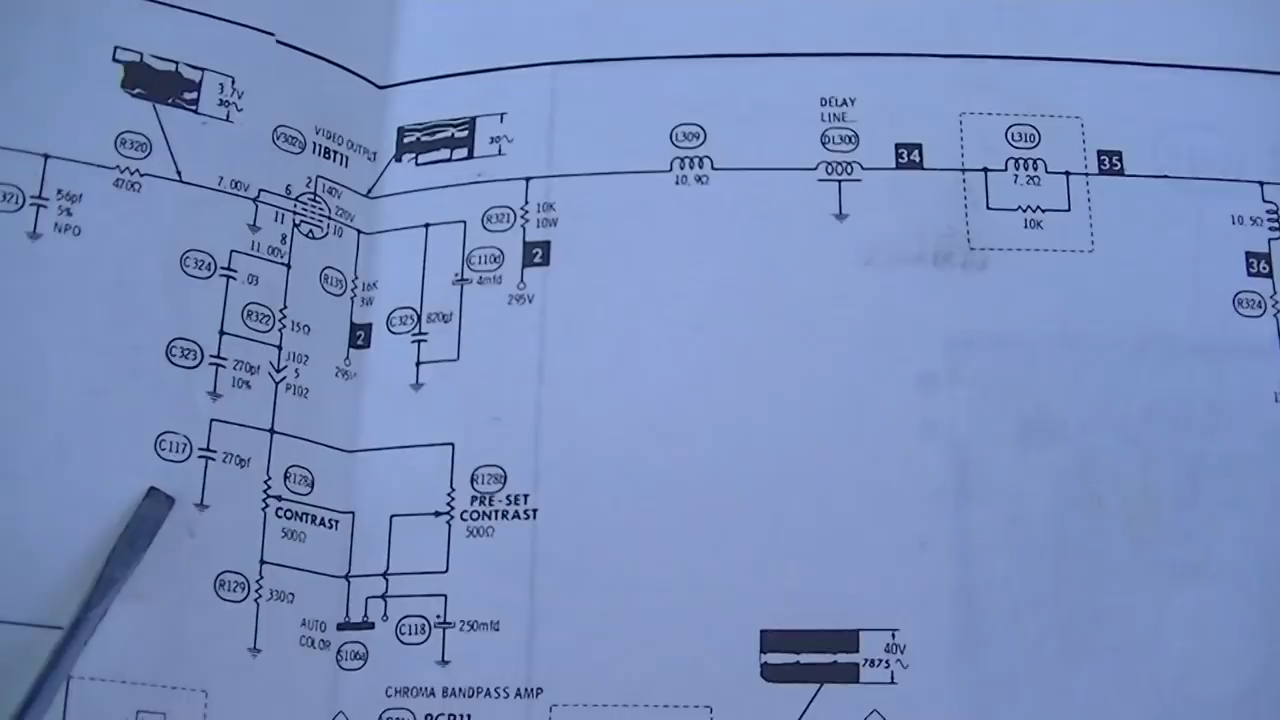 3.7V
30~
R320
470Ω
321
56pf
5%
NPO
V302b
VIDEO OUTPUT
11BT11
7.00V
6
2
140V
220V
11
10
8
11.00V
30~
C324
.03
R322
15Ω
R135
16K
3W
2
295V
C323
270pf
10%
J102
5
P102
C325
820pf
C110d
4mfd
R321
10K
10W
2
295V
L309
10.9Ω
DELAY
LINE
DL300
34
L310
7.2Ω
10K
35
10.5Ω
36
R324
C117
270pf
R128a
CONTRAST
500Ω
R128b
PRE-SET
CONTRAST
500Ω
R129
330Ω
AUTO
COLOR
S106a
C118
250mfd
40V
7875~
CHROMA BANDPASS AMP